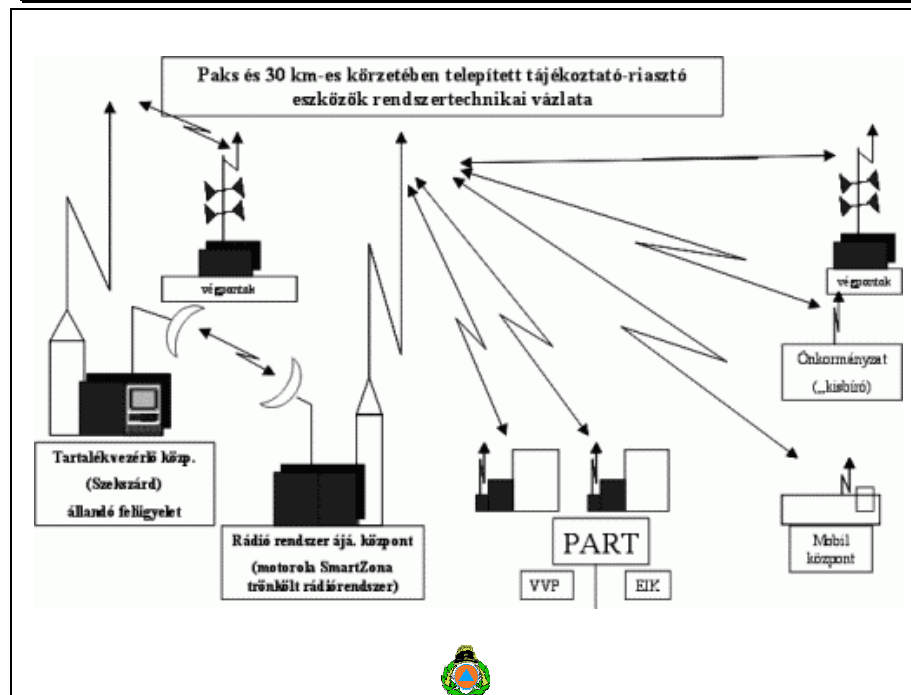 Paks és 30 km-es körzetében telepített tájékoztató-riasztó
eszközök rendszertechnikai vázlata
végpontok
végpontok
Önkormányzat
(„kisbíró)
Tartalékvezérlő közp.
(Szekszárd)
állandó felügyelet
Rádió rendszer ájá. központ
(motorola SmartZona
trönkölt rádiórendszer)
PART
VVP
EIK
Mobil
központ